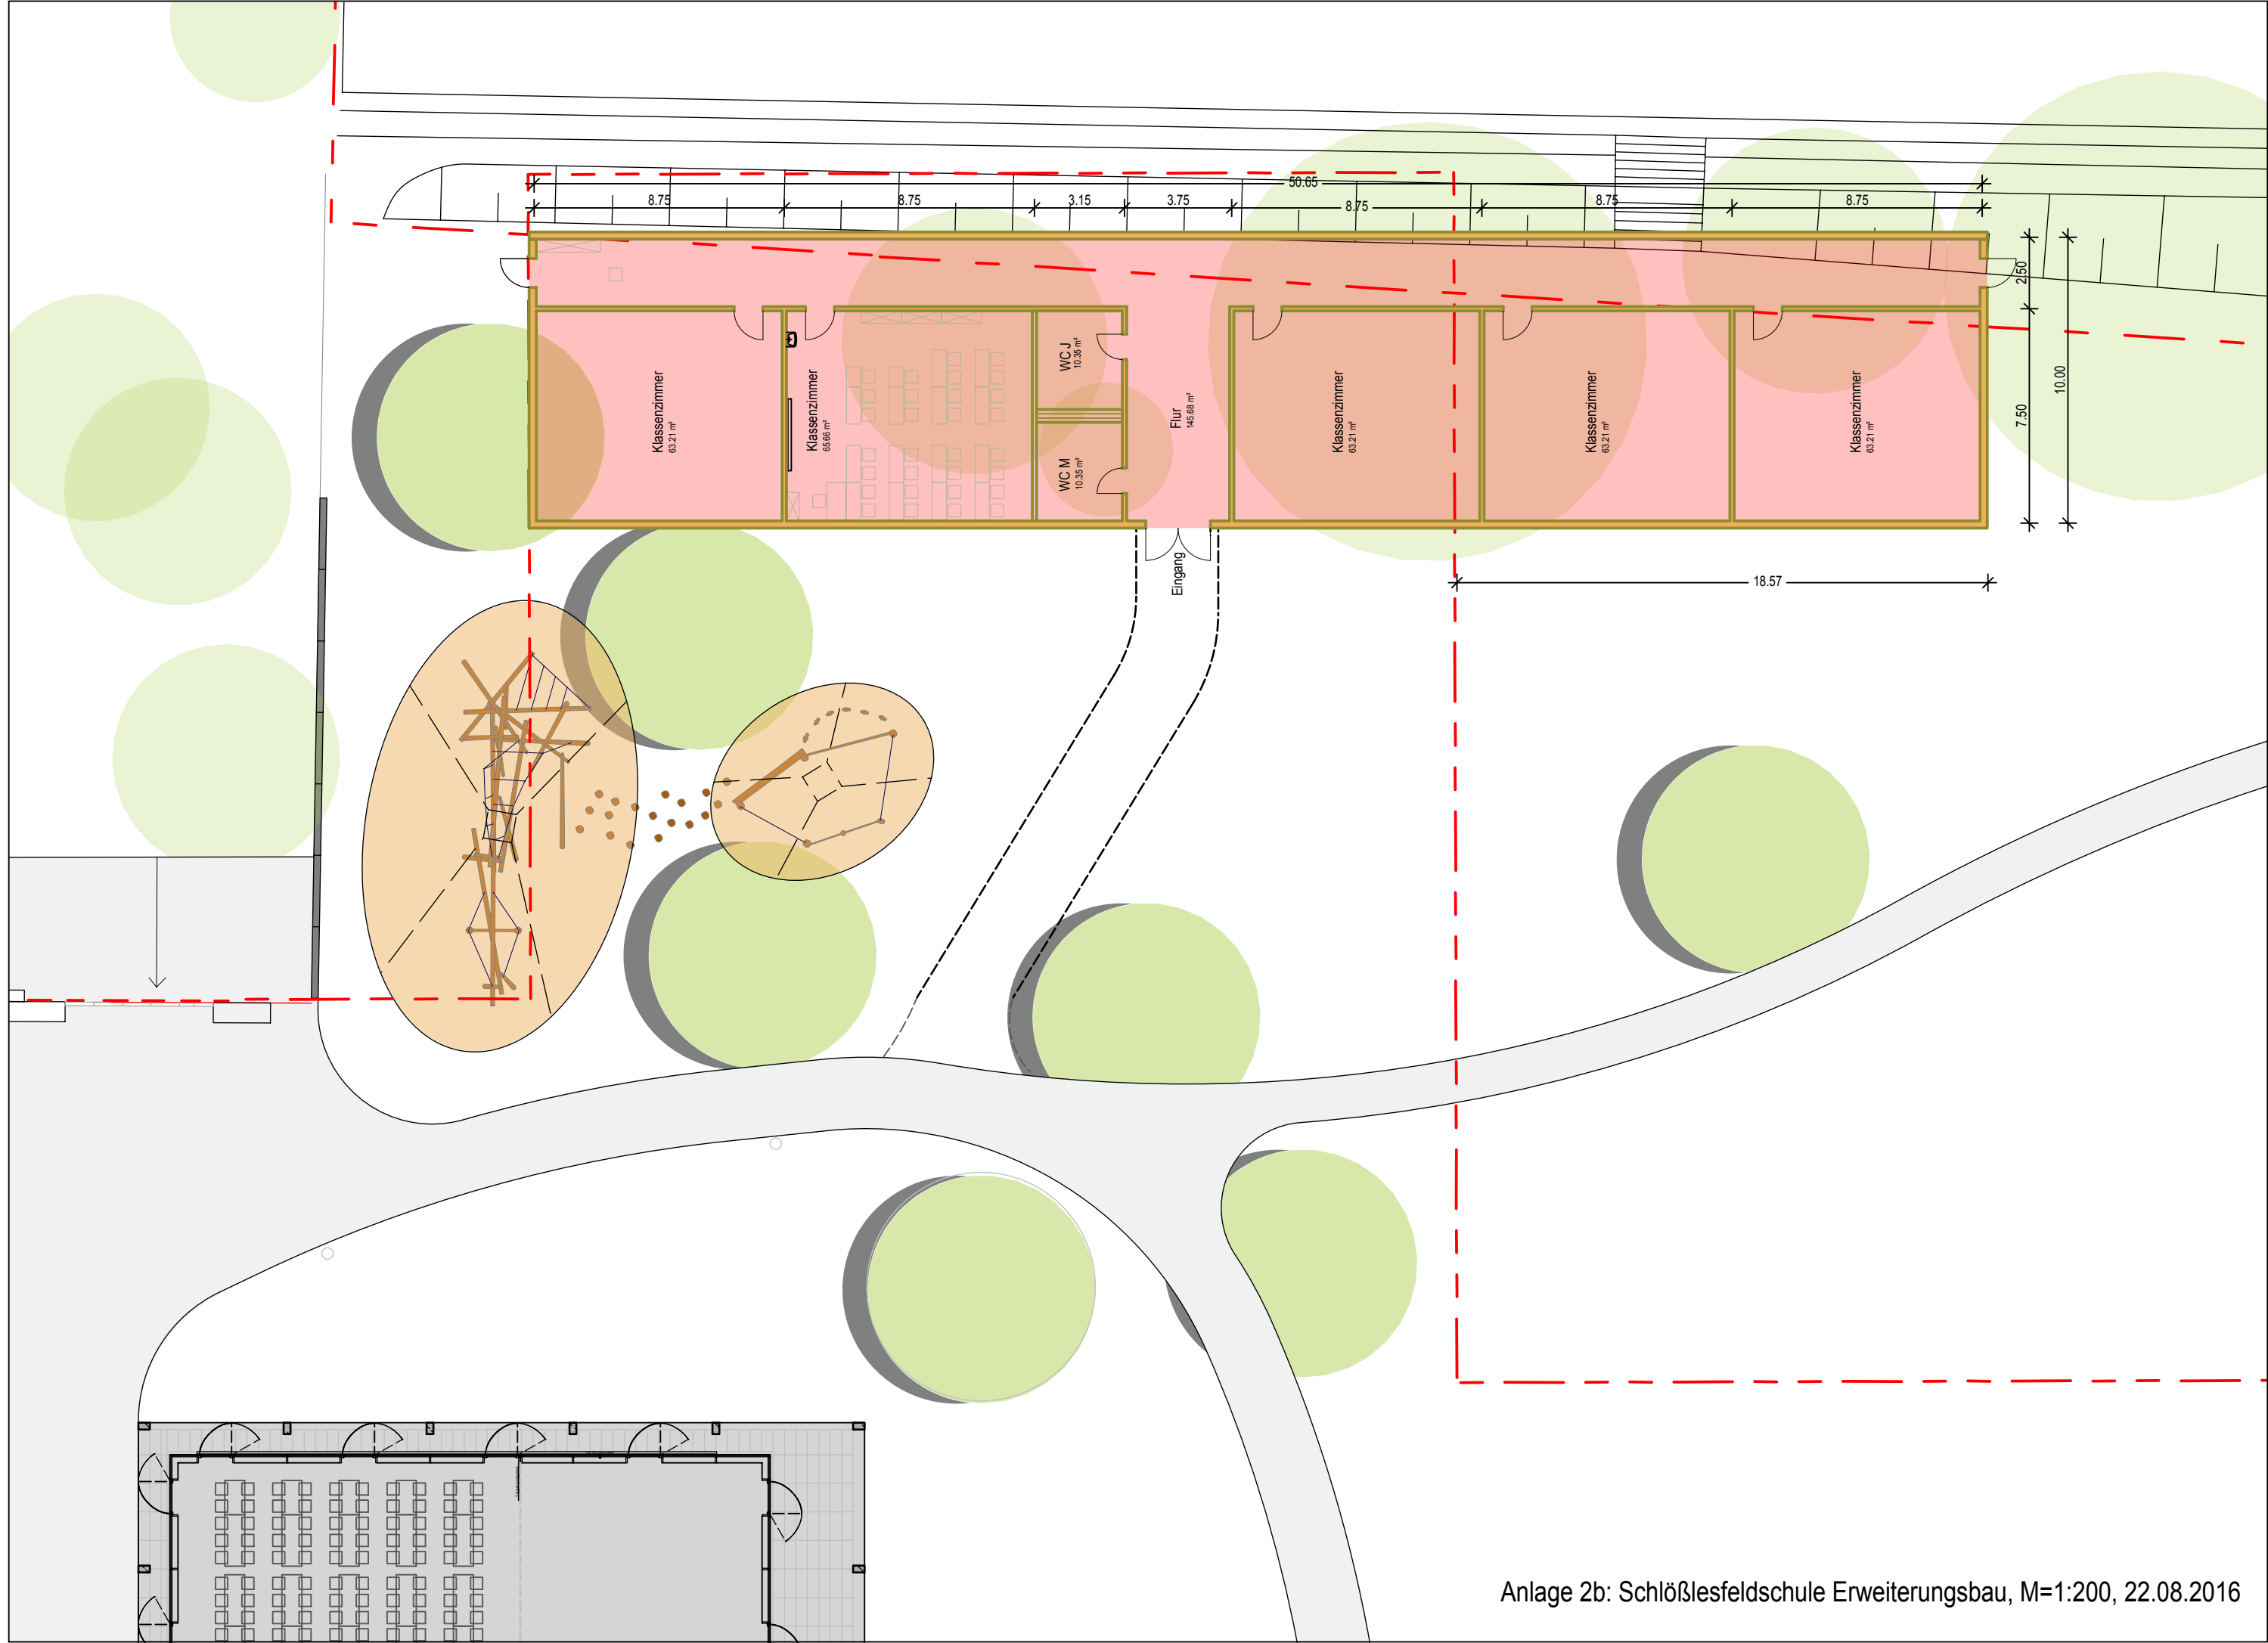 50.65
8.75
8.75
3.15
3.75
8.75
8.75
8.75
2.50
10.00
7.50
Klassenzimmer
63.21 m²
Klassenzimmer
65.66 m²
WC J
10.35 m²
WC M
10.35 m²
Flur
145.68 m²
Klassenzimmer
63.21 m²
Klassenzimmer
63.21 m²
Klassenzimmer
63.21 m²
Eingang
18.57
Anlage 2b: Schlößlesfeldschule Erweiterungsbau, M=1:200, 22.08.2016